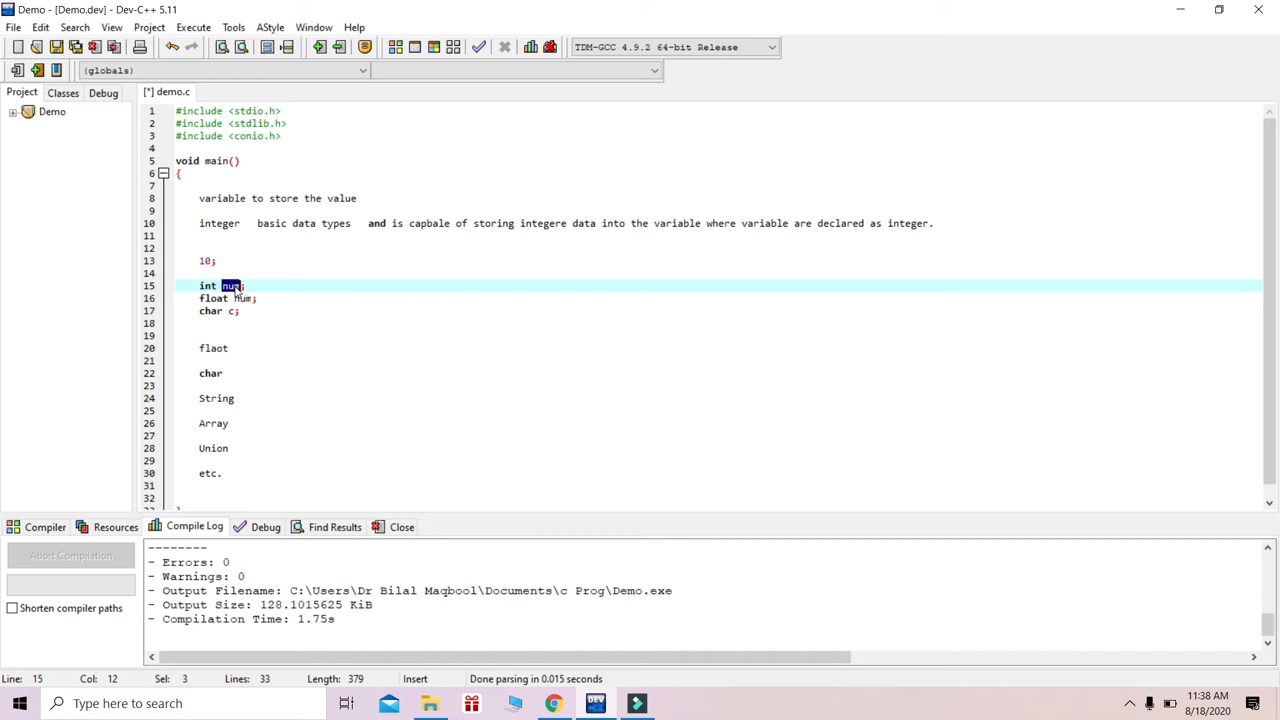 Demo - [Demo.dev] - Dev-C++ 5.11
File Edit Search View Project Execute Tools AStyle Window Help
TDM-GCC 4.9.2 64-bit Release
(globals)
Project Classes Debug [*] demo.c
Demo
1 #include <stdio.h>
2 #include <stdlib.h>
3 #include <conio.h>
4
5 void main()
6 {
7
8 variable to store the value
9
10 integer basic data types and is capbale of storing integere data into the variable where variable are declared as integer.
11
12
13 10;
14
15 int num;
16 float num;
17 char c;
18
19
20 flaot
21
22 char
23
24 String
25
26 Array
27
28 Union
29
30 etc.
31
32
}
Compiler Resources Compile Log Debug Find Results Close
Abort Compilation
Shorten compiler paths
--------
- Errors: 0
- Warnings: 0
- Output Filename: C:\Users\Dr Bilal Maqbool\Documents\c Prog\Demo.exe
- Output Size: 128.1015625 KiB
- Compilation Time: 1.75s
Line: 15 Col: 12 Sel: 3 Lines: 33 Length: 379 Insert Done parsing in 0.015 seconds
Type here to search
DEV
11:38 AM
8/18/2020